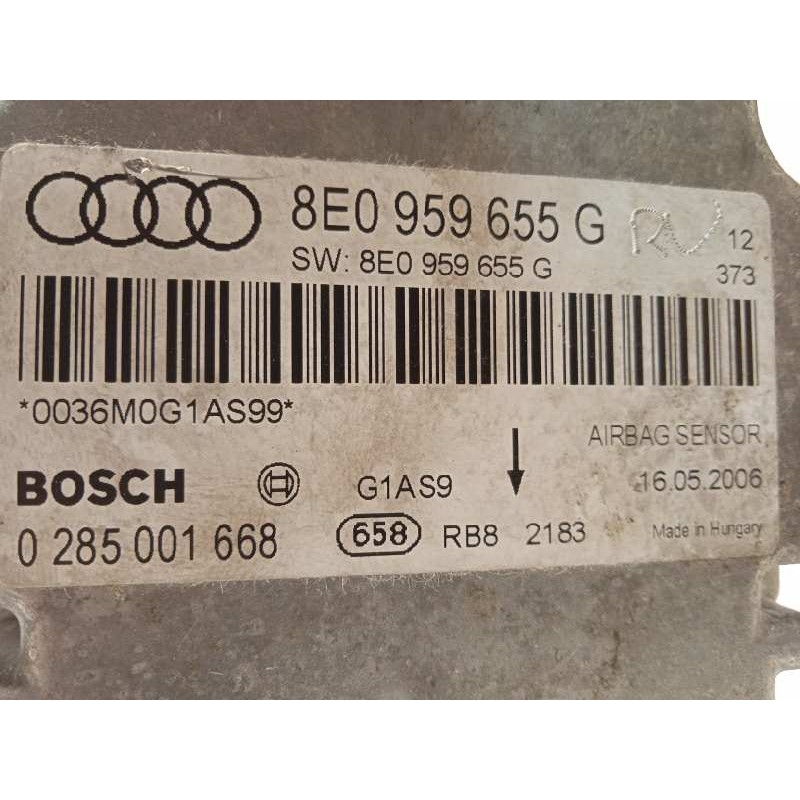 8E0 959 655 G
12
SW: 8E0 959 655 G
373
*0036M0G1AS99*
AIRBAG SENSOR
BOSCH
G1AS9
16.05.2006
0 285 001 668
658
RB8 2183
Made in Hungary